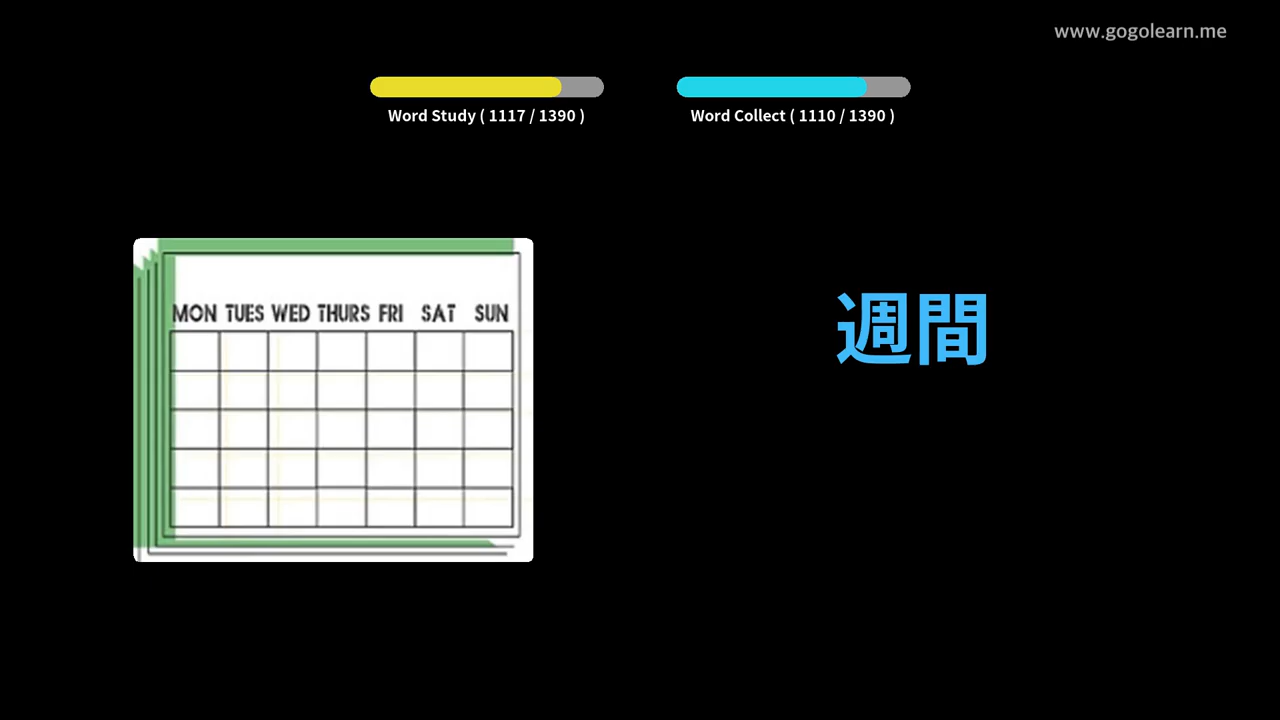 www.gogolearn.me
Word Study ( 1117 / 1390 )
Word Collect ( 1110 / 1390 )
MON TUES WED THURS FRI SAT SUN
週間